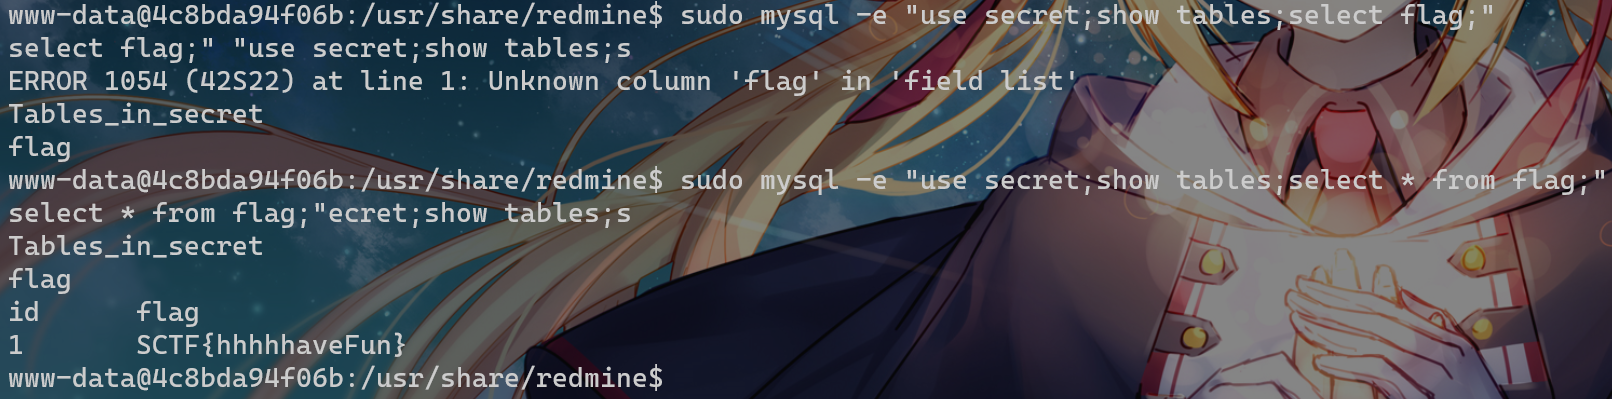 www-data@4c8bda94f06b:/usr/share/redmine$ sudo mysql -e "use secret;show tables;select flag;"
select flag;" "use secret;show tables;s
ERROR 1054 (42S22) at line 1: Unknown column 'flag' in 'field list'
Tables_in_secret
flag
www-data@4c8bda94f06b:/usr/share/redmine$ sudo mysql -e "use secret;show tables;select * from flag;"
select * from flag;"ecret;show tables;s
Tables_in_secret
flag
id      flag
1       SCTF{hhhhhaveFun}
www-data@4c8bda94f06b:/usr/share/redmine$